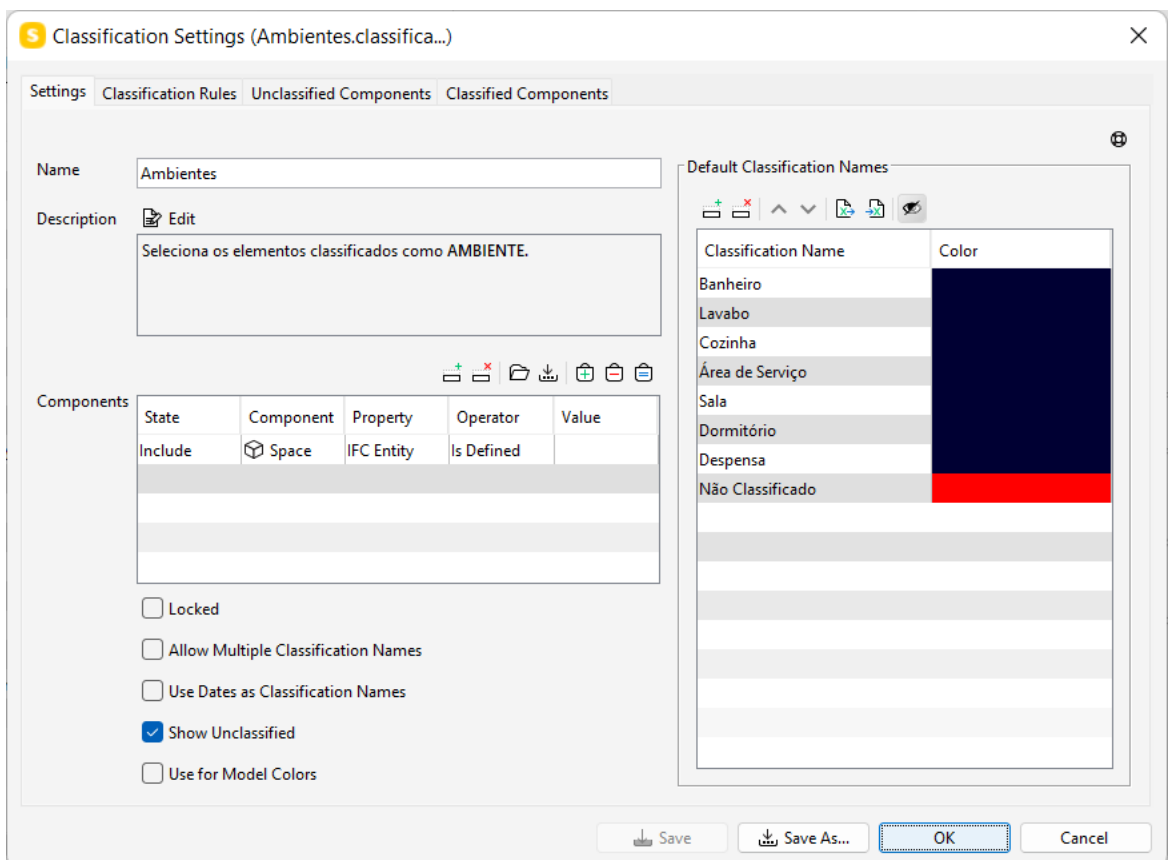 S Classification Settings (Ambientes.classifica...)
Settings Classification Rules Unclassified Components Classified Components
Name Ambientes
Description Edit
Seleciona os elementos classificados como AMBIENTE.
Components
State Component Property Operator Value
Include Space IFC Entity Is Defined
Locked
Allow Multiple Classification Names
Use Dates as Classification Names
Show Unclassified
Use for Model Colors
Default Classification Names
Classification Name Color
Banheiro
Lavabo
Cozinha
Área de Serviço
Sala
Dormitório
Despensa
Não Classificado
Save Save As... OK Cancel